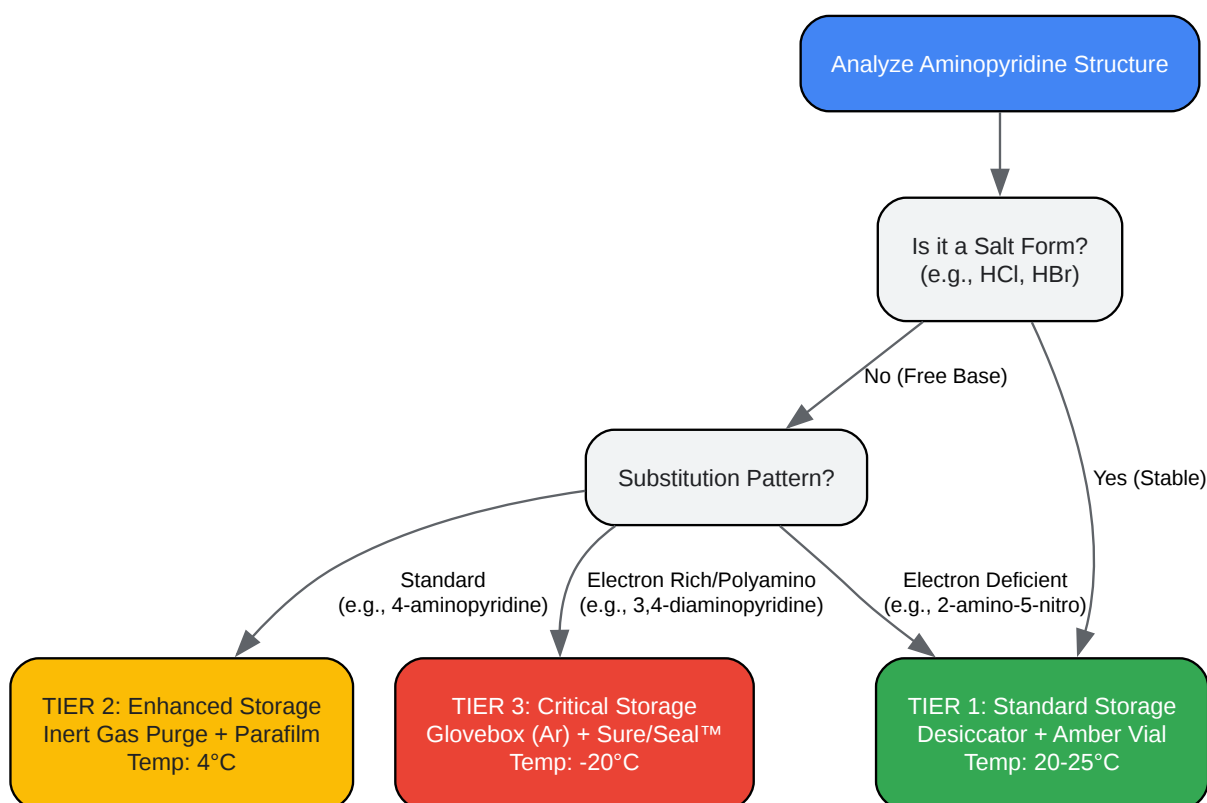 Analyze Aminopyridine Structure
Is it a Salt Form?
(e.g., HCl, HBr)
No (Free Base)
Yes (Stable)
Substitution Pattern?
Standard
(e.g., 4-aminopyridine)
Electron Rich/Polyamino
(e.g., 3,4-diaminopyridine)
Electron Deficient
(e.g., 2-amino-5-nitro)
TIER 2: Enhanced Storage
Inert Gas Purge + Parafilm
Temp: 4°C
TIER 3: Critical Storage
Glovebox (Ar) + Sure/Seal™
Temp: -20°C
TIER 1: Standard Storage
Desiccator + Amber Vial
Temp: 20-25°C